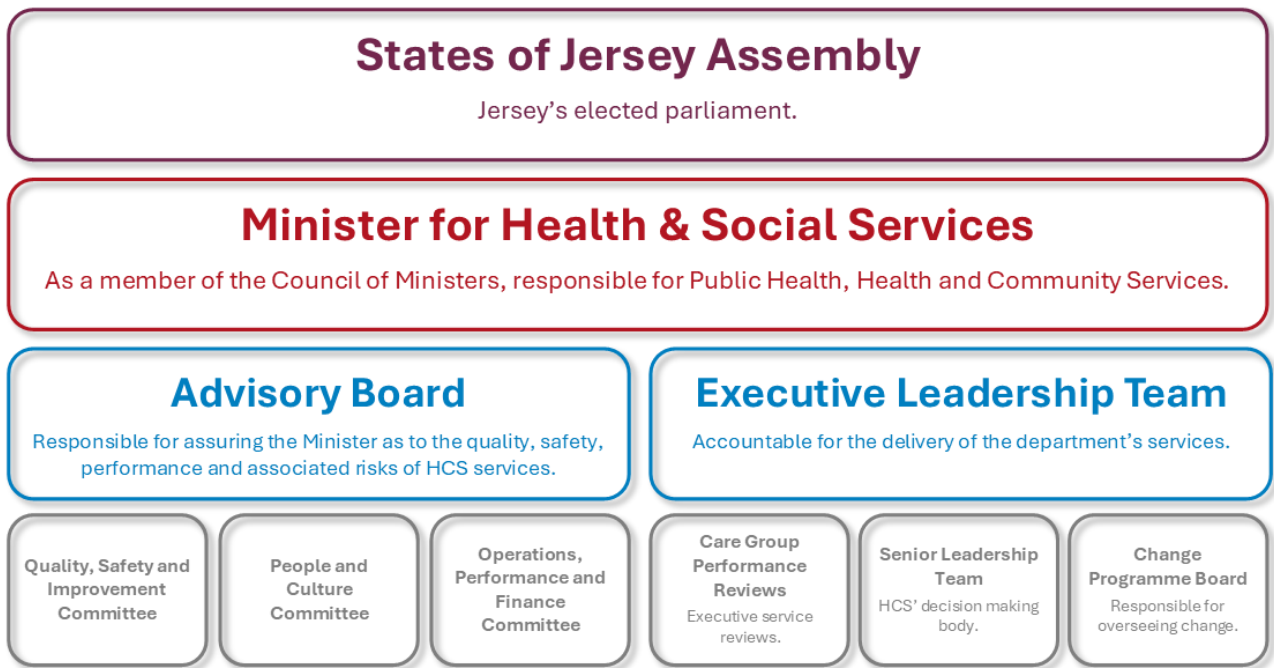 States of Jersey Assembly
Jersey’s elected parliament.
Minister for Health & Social Services
As a member of the Council of Ministers, responsible for Public Health, Health and Community Services.
Advisory Board
Responsible for assuring the Minister as to the quality, safety,
performance and associated risks of HCS services.
Executive Leadership Team
Accountable for the delivery of the department’s services.
Quality, Safety and
Improvement
Committee
People and
Culture
Committee
Operations,
Performance and
Finance
Committee
Care Group
Performance
Reviews
Executive service
reviews.
Senior Leadership
Team
HCS’ decision making
body.
Change
Programme Board
Responsible for
overseeing change.